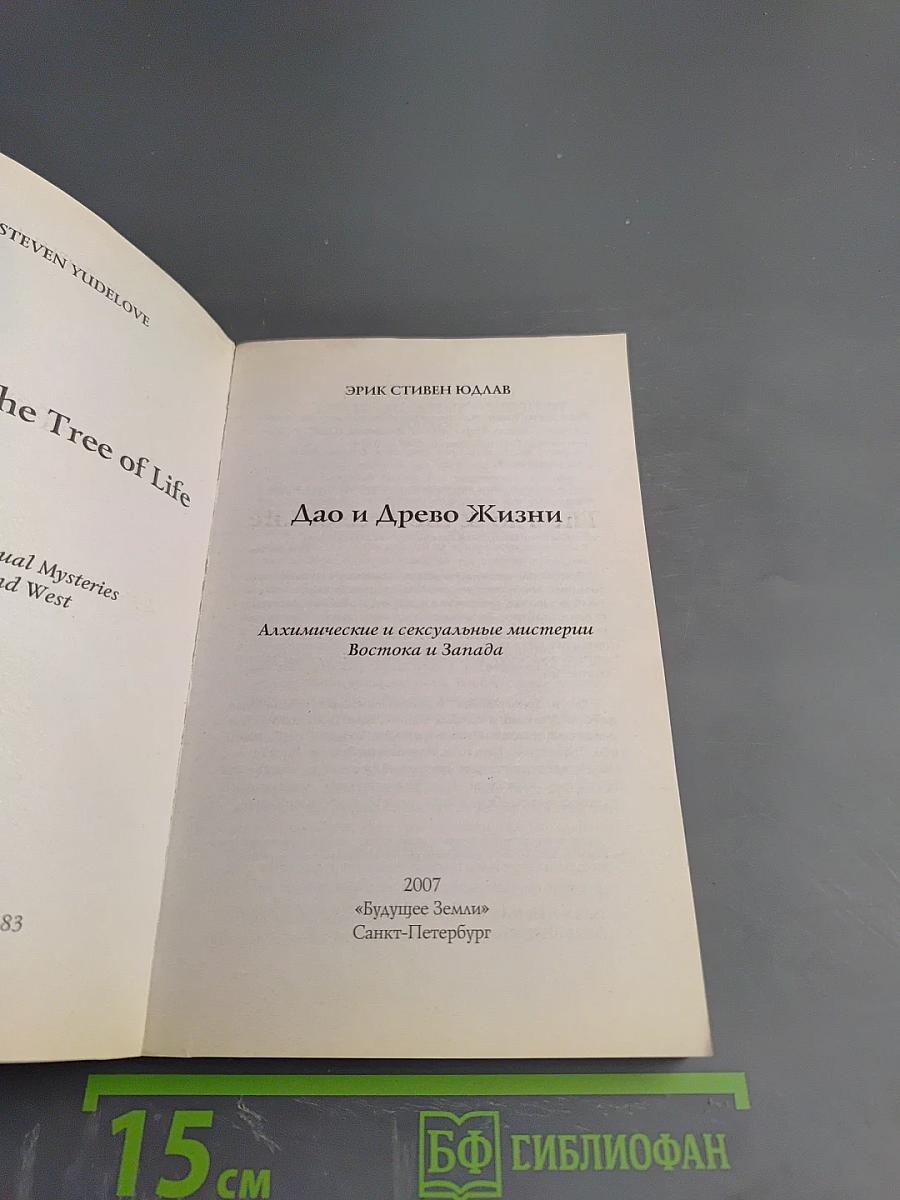 STEVEN YUDELOVE
he Tree of Life
ual Mysteries
nd West
83
ЭРИК СТИВЕН ЮДЛАВ
Дао и Древо Жизни
Алхимические и сексуальные мистерии
Востока и Запада
2007
«Будущее Земли»
Санкт-Петербург
15 см
БФ БИБЛИОФАН